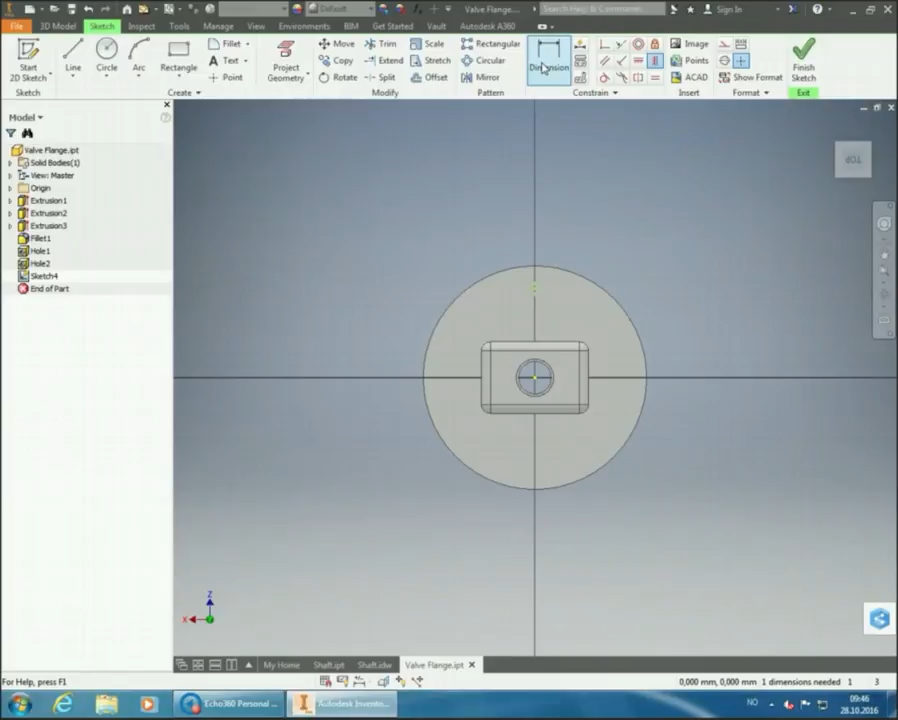 Valve Flange....
Search Help & Commands...
Sign In
File 3D Model Sketch Inspect Tools Manage View Environments BIM Get Started Vault Autodesk A360
Start
2D Sketch
Line
Circle
Arc
Rectangle
Fillet
Text
Point
Project
Geometry
Move Trim Scale
Copy Extend Stretch
Rotate Split Offset
Rectangular
Circular
Mirror
Dimension
Image
Points
ACAD
Show Format
Finish
Sketch
Sketch Create Modify Pattern Constrain Insert Format Exit
Model
Valve Flange.ipt
Solid Bodies(1)
View: Master
Origin
Extrusion1
Extrusion2
Extrusion3
Fillet1
Hole1
Hole2
Sketch4
End of Part
TOP
Z
X
My Home Shaft.ipt Shaft.idw Valve Flange.ipt
For Help, press F1
0,000 mm, 0,000 mm 1 dimensions needed 1 3
Echo360 Personal ...
Autodesk Invento...
NO
09:46
28.10.2016